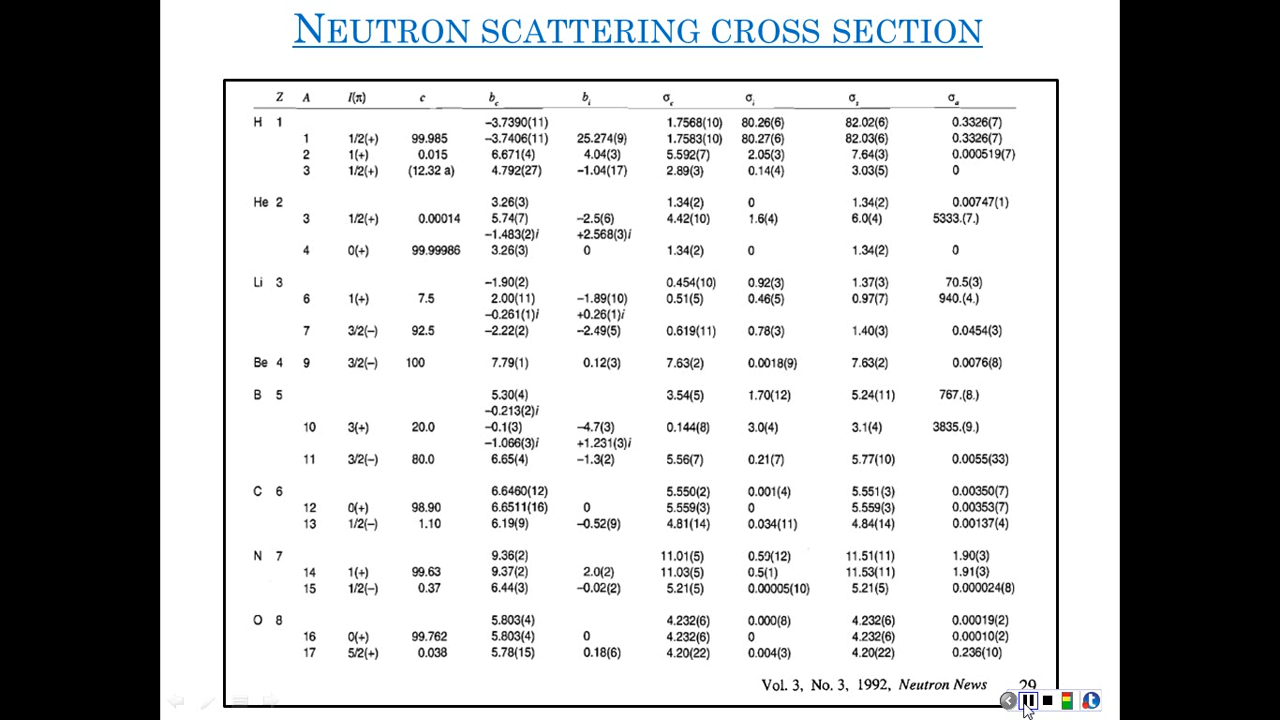 NEUTRON SCATTERING CROSS SECTION
Z A I(π) c b_c b_i σ_c σ_i σ_s σ_a
H 1 −3.7390(11) 1.7568(10) 80.26(6) 82.02(6) 0.3326(7)
1 1/2(+) 99.985 −3.7406(11) 25.274(9) 1.7583(10) 80.27(6) 82.03(6) 0.3326(7)
2 1(+) 0.015 6.671(4) 4.04(3) 5.592(7) 2.05(3) 7.64(3) 0.000519(7)
3 1/2(+) (12.32 a) 4.792(27) −1.04(17) 2.89(3) 0.14(4) 3.03(5) 0
He 2 3.26(3) 1.34(2) 0 1.34(2) 0.00747(1)
3 1/2(+) 0.00014 5.74(7) −2.5(6) 4.42(10) 1.6(4) 6.0(4) 5333.(7.)
−1.483(2)i +2.568(3)i
4 0(+) 99.99986 3.26(3) 0 1.34(2) 0 1.34(2) 0
Li 3 −1.90(2) 0.454(10) 0.92(3) 1.37(3) 70.5(3)
6 1(+) 7.5 2.00(11) −1.89(10) 0.51(5) 0.46(5) 0.97(7) 940.(4.)
−0.261(1)i +0.26(1)i
7 3/2(−) 92.5 −2.22(2) −2.49(5) 0.619(11) 0.78(3) 1.40(3) 0.0454(3)
Be 4 9 3/2(−) 100 7.79(1) 0.12(3) 7.63(2) 0.0018(9) 7.63(2) 0.0076(8)
B 5 5.30(4) 3.54(5) 1.70(12) 5.24(11) 767.(8.)
−0.213(2)i
10 3(+) 20.0 −0.1(3) −4.7(3) 0.144(8) 3.0(4) 3.1(4) 3835.(9.)
−1.066(3)i +1.231(3)i
11 3/2(−) 80.0 6.65(4) −1.3(2) 5.56(7) 0.21(7) 5.77(10) 0.0055(33)
C 6 6.6460(12) 5.550(2) 0.001(4) 5.551(3) 0.00350(7)
12 0(+) 98.90 6.6511(16) 0 5.559(3) 0 5.559(3) 0.00353(7)
13 1/2(−) 1.10 6.19(9) −0.52(9) 4.81(14) 0.034(11) 4.84(14) 0.00137(4)
N 7 9.36(2) 11.01(5) 0.50(12) 11.51(11) 1.90(3)
14 1(+) 99.63 9.37(2) 2.0(2) 11.03(5) 0.5(1) 11.53(11) 1.91(3)
15 1/2(−) 0.37 6.44(3) −0.02(2) 5.21(5) 0.00005(10) 5.21(5) 0.000024(8)
O 8 5.803(4) 4.232(6) 0.000(8) 4.232(6) 0.00019(2)
16 0(+) 99.762 5.803(4) 0 4.232(6) 0 4.232(6) 0.00010(2)
17 5/2(+) 0.038 5.78(15) 0.18(6) 4.20(22) 0.004(3) 4.20(22) 0.236(10)
Vol. 3, No. 3, 1992, Neutron News 29